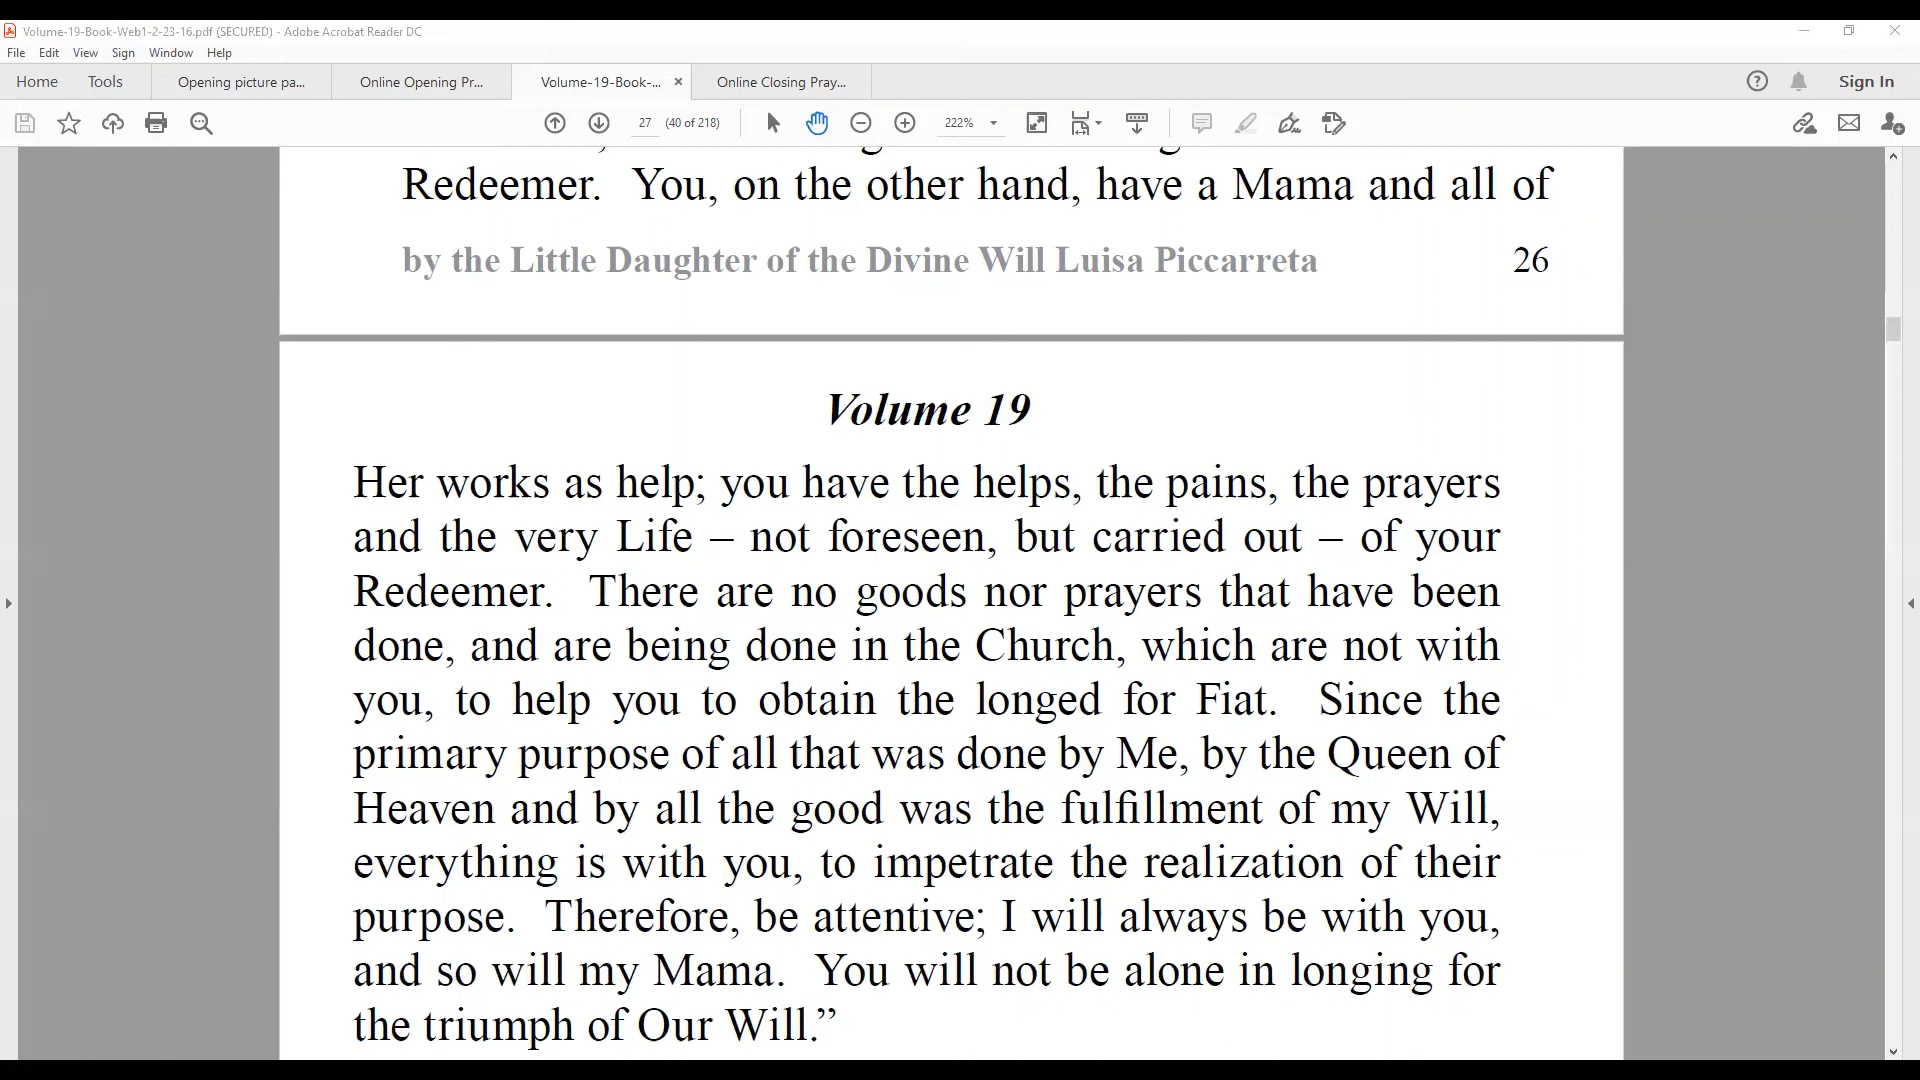 Volume-19-Book-Web1-2-23-16.pdf (SECURED) - Adobe Acrobat Reader DC
File Edit View Sign Window Help
Home Tools Opening picture pa... Online Opening Pr... Volume-19-Book-... × Online Closing Pray... Sign In
27 (40 of 218) 222%
Redeemer. You, on the other hand, have a Mama and all of
by the Little Daughter of the Divine Will Luisa Piccarreta 26
Volume 19
Her works as help; you have the helps, the pains, the prayers
and the very Life – not foreseen, but carried out – of your
Redeemer. There are no goods nor prayers that have been
done, and are being done in the Church, which are not with
you, to help you to obtain the longed for Fiat. Since the
primary purpose of all that was done by Me, by the Queen of
Heaven and by all the good was the fulfillment of my Will,
everything is with you, to impetrate the realization of their
purpose. Therefore, be attentive; I will always be with you,
and so will my Mama. You will not be alone in longing for
the triumph of Our Will.”